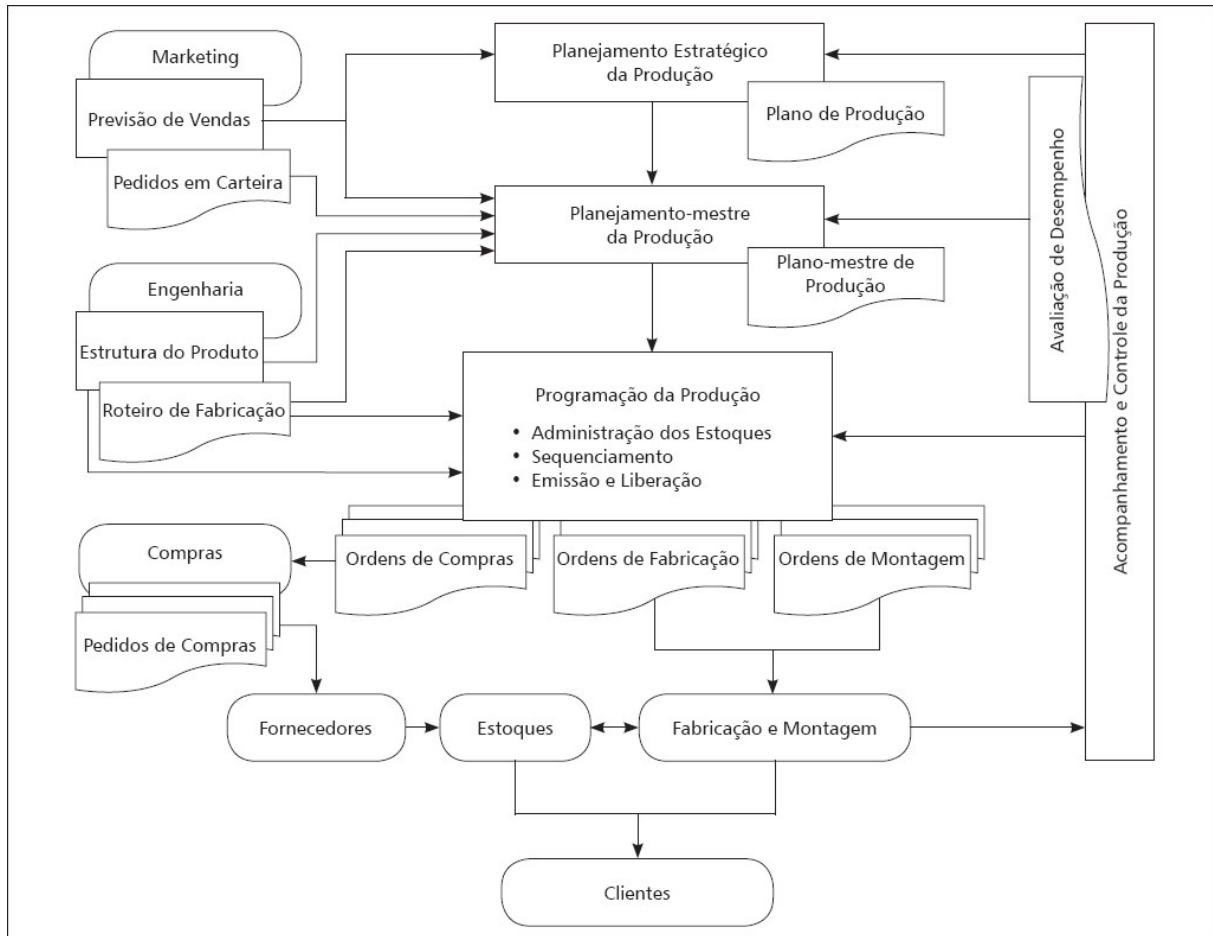 Marketing
Previsão de Vendas
Pedidos em Carteira
Planejamento Estratégico
da Produção
Plano de Produção
Planejamento-mestre
da Produção
Plano-mestre de
Produção
Engenharia
Estrutura do Produto
Roteiro de Fabricação
Programação da Produção
• Administração dos Estoques
• Sequenciamento
• Emissão e Liberação
Avaliação de Desempenho
Acompanhamento e Controle da Produção
Compras
Pedidos de Compras
Ordens de Compras
Ordens de Fabricação
Ordens de Montagem
Fornecedores
Estoques
Fabricação e Montagem
Clientes